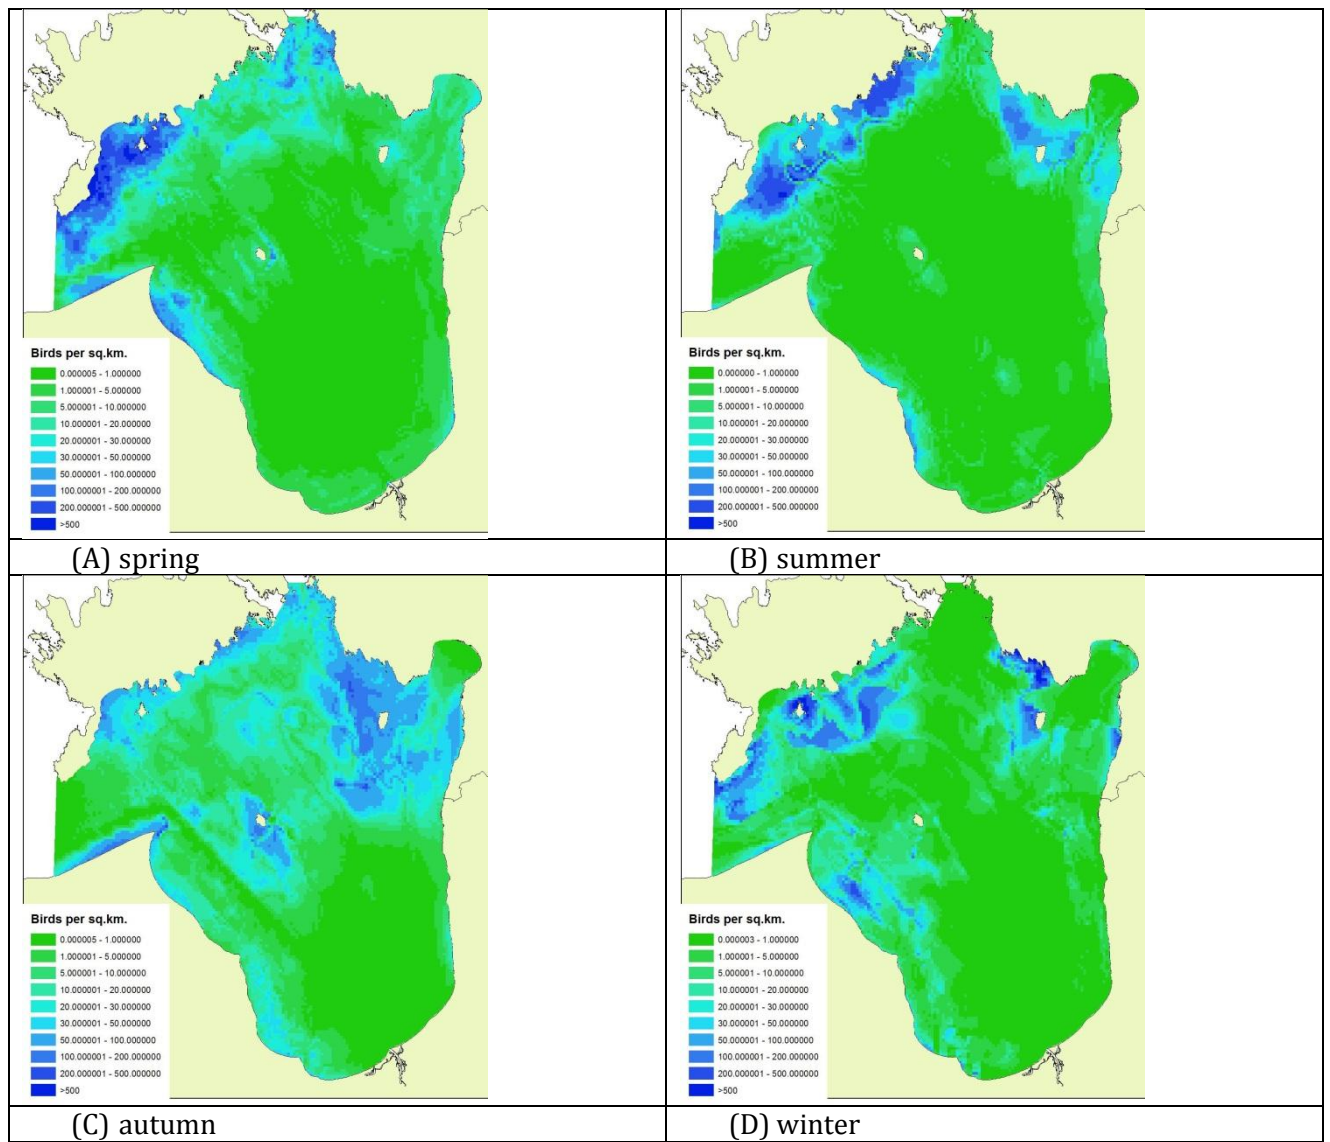 Birds per sq.km.
0.000005 - 1.000000
1.000001 - 5.000000
5.000001 - 10.000000
10.000001 - 20.000000
20.000001 - 30.000000
30.000001 - 50.000000
50.000001 - 100.000000
100.000001 - 200.000000
200.000001 - 500.000000
>500
(A) spring
Birds per sq.km.
0.000000 - 1.000000
1.000001 - 5.000000
5.000001 - 10.000000
10.000001 - 20.000000
20.000001 - 30.000000
30.000001 - 50.000000
50.000001 - 100.000000
100.000001 - 200.000000
200.000001 - 500.000000
>500
(B) summer
Birds per sq.km.
0.000005 - 1.000000
1.000001 - 5.000000
5.000001 - 10.000000
10.000001 - 20.000000
20.000001 - 30.000000
30.000001 - 50.000000
50.000001 - 100.000000
100.000001 - 200.000000
200.000001 - 500.000000
>500
(C) autumn
Birds per sq.km.
0.000003 - 1.000000
1.000001 - 5.000000
5.000001 - 10.000000
10.000001 - 20.000000
20.000001 - 30.000000
30.000001 - 50.000000
50.000001 - 100.000000
100.000001 - 200.000000
200.000001 - 500.000000
>500
(D) winter